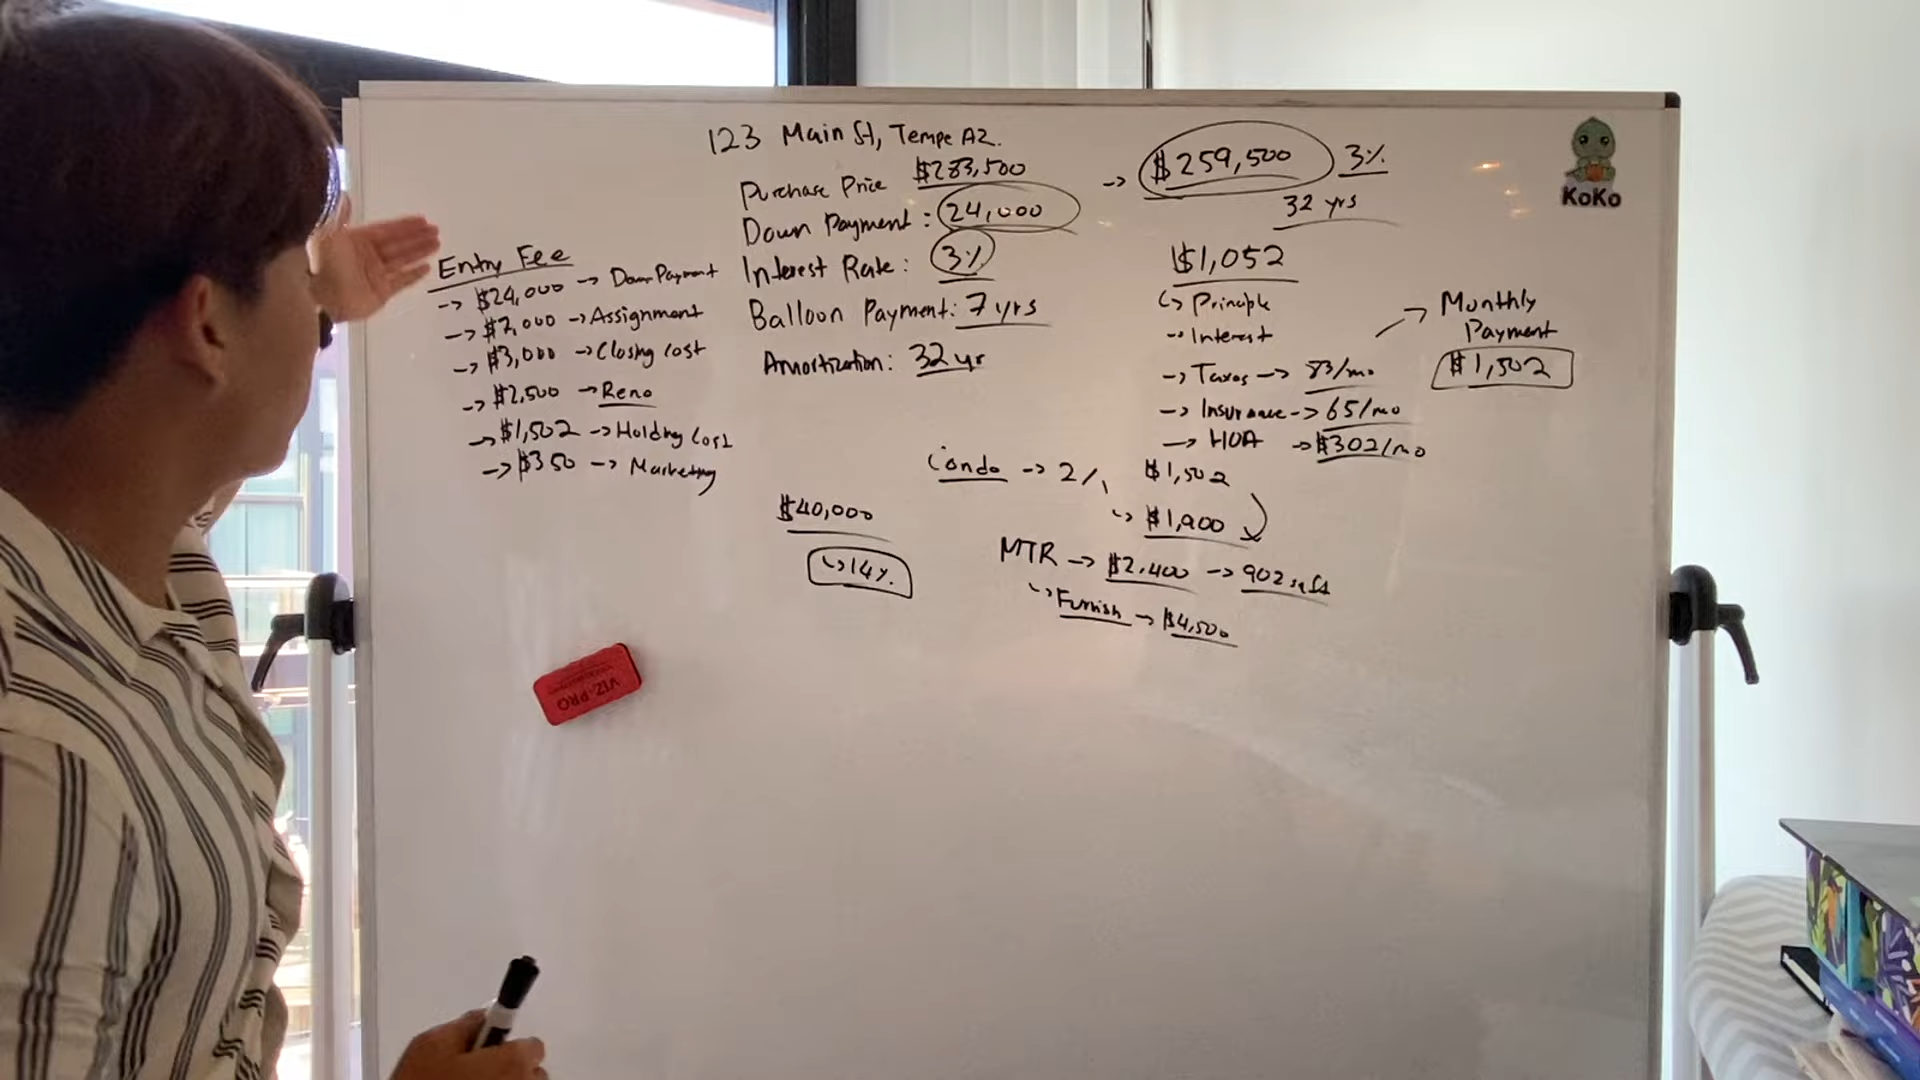 123 Main St, Tempe AZ.
Purchase Price $283,500
Down Payment: 24,000
Interest Rate: 3%
Balloon Payment: 7 yrs
Amortization: 32 yr
Entry Fee
-> $24,000 -> Down Payment
-> $7,000 -> Assignment
-> $3,000 -> Closing cost
-> $2,500 -> Reno
-> $1,502 -> Holding Cost
-> $350 -> Marketing
$40,000
↳ 14%.
-> $259,500 3%
32 yrs
$1,052
↳ Principle
-> Interest
-> Taxes -> 83/mo
-> Insurance -> 65/mo
-> HOA -> $302/mo
-> Monthly
Payment
$1,502
Condo -> 2/1
$1,502
↳ $1,900
MTR -> $2,400 -> 902 sqft
↳ Furnish -> $4,500
KoKo
VIZ-PRO